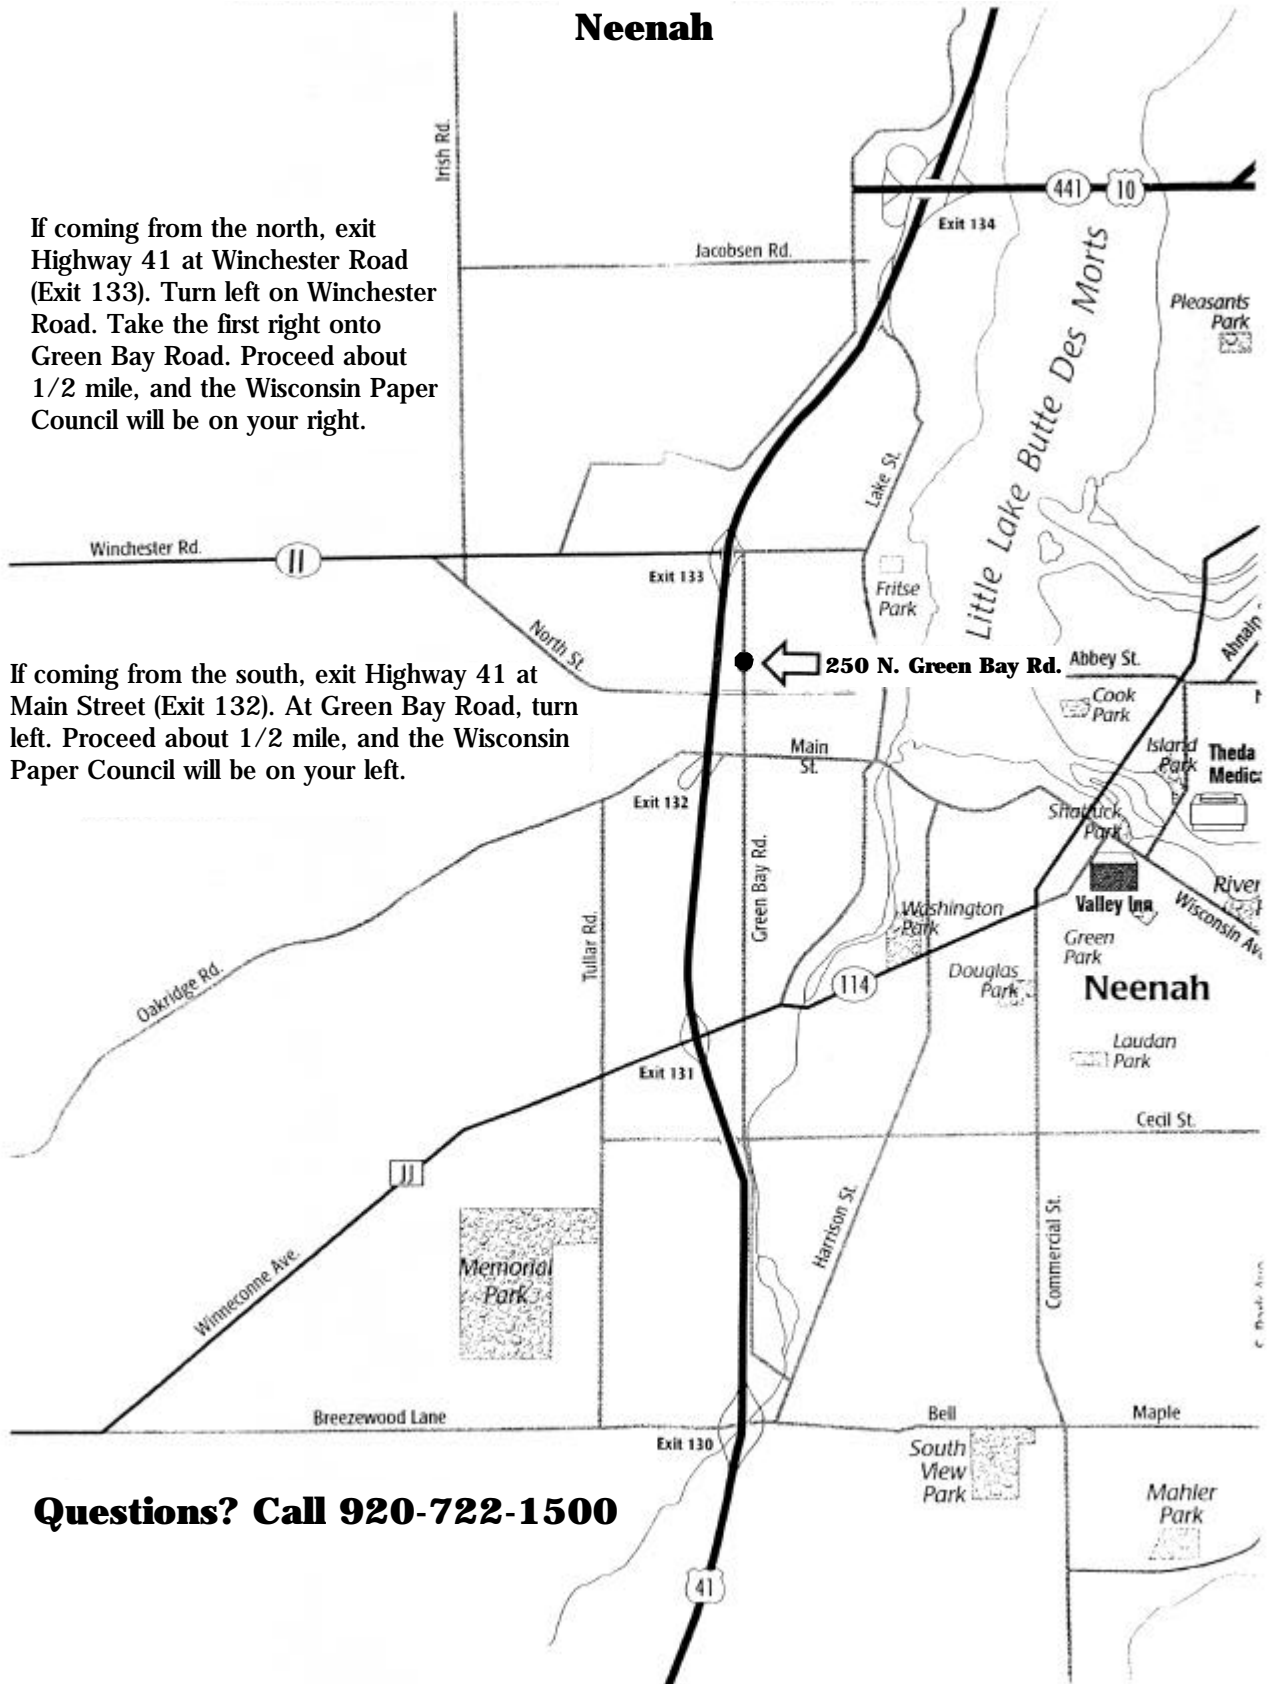 Neenah
Irish Rd.
441
10
Exit 134
Jacobsen Rd.
If coming from the north, exit
Highway 41 at Winchester Road
(Exit 133). Turn left on Winchester
Road. Take the first right onto
Green Bay Road. Proceed about
1/2 mile, and the Wisconsin Paper
Council will be on your right.
Pleasants
Park
Little Lake Butte Des Morts
Lake St.
Winchester Rd.
II
Exit 133
Fritse
Park
North St.
Ahnaip
250 N. Green Bay Rd.
Abbey St.
If coming from the south, exit Highway 41 at
Main Street (Exit 132). At Green Bay Road, turn
left. Proceed about 1/2 mile, and the Wisconsin
Paper Council will be on your left.
Cook
Park
Main
St.
Island
Park
Theda
Medica
Exit 132
Shattuck
Park
Green Bay Rd.
Valley Inn
River
Wisconsin Av
Washington
Park
Green
Park
Tullar Rd.
Oakridge Rd.
114
Douglas
Park
Neenah
Laudan
Park
Exit 131
Cecil St.
JJ
Harrison St.
Commercial St.
Memorial
Park
Winneconne Ave.
Breezewood Lane
Bell
Maple
Exit 130
South
View
Park
Mahler
Park
Questions? Call 920-722-1500
41